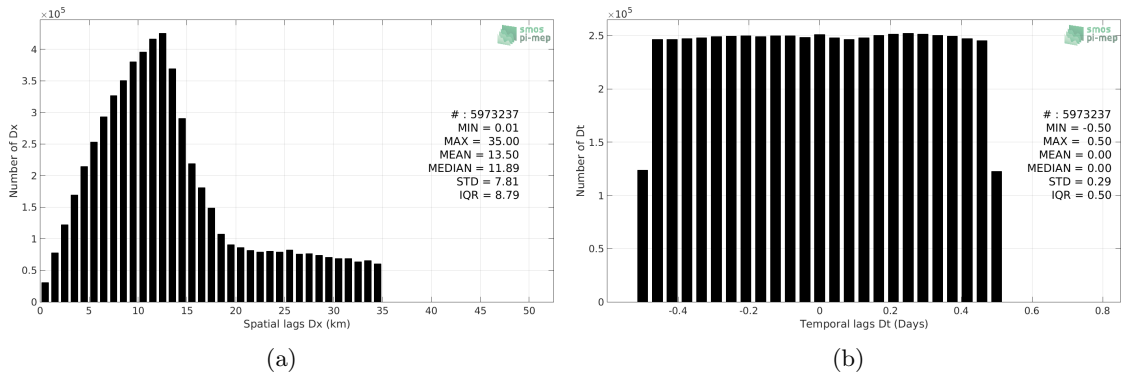 ×10⁵
4
3.5
3
2.5
2
1.5
1
0.5
0
0 5 10 15 20 25 30 35 40 45 50
Number of Dx
Spatial lags Dx (km)
smos
pi-mep
# : 5973237
MIN = 0.01
MAX = 35.00
MEAN = 13.50
MEDIAN = 11.89
STD = 7.81
IQR = 8.79
(a)
×10⁵
2.5
2
1.5
1
0.5
0
-0.4 -0.2 0 0.2 0.4 0.6 0.8
Number of Dt
Temporal lags Dt (Days)
smos
pi-mep
# : 5973237
MIN = -0.50
MAX = 0.50
MEAN = 0.00
MEDIAN = 0.00
STD = 0.29
IQR = 0.50
(b)